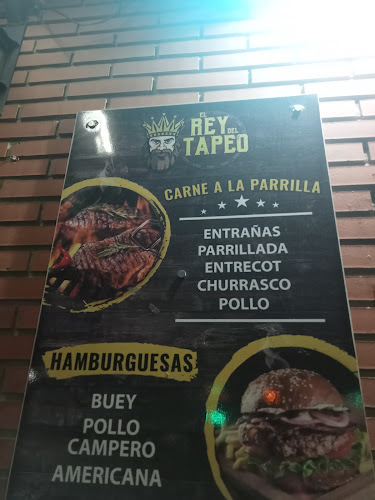 EL
REY
DEL
TAPEO
CARNE A LA PARRILLA
ENTRAÑAS
PARRILLADA
ENTRECOT
CHURRASCO
POLLO
HAMBURGUESAS
BUEY
POLLO
CAMPERO
AMERICANA